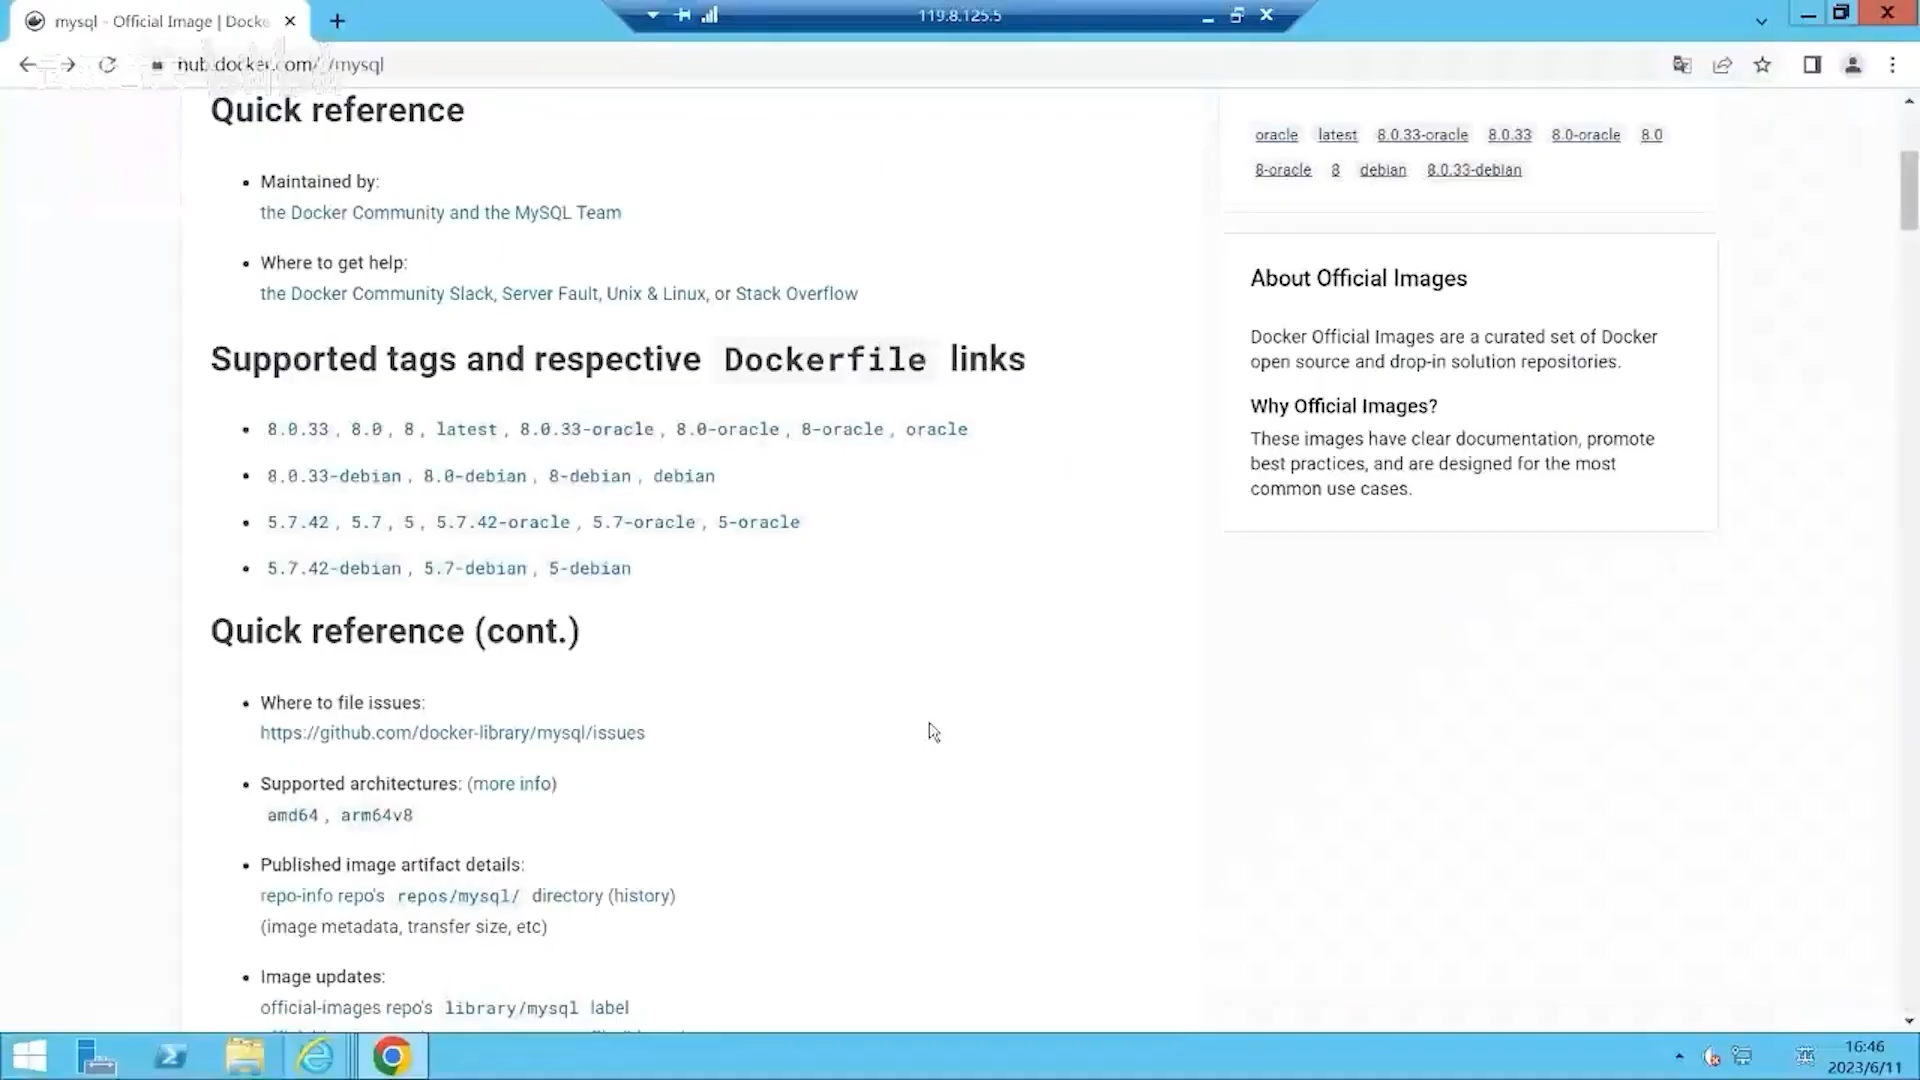 mysql - Official Image | Docke
119.8.125.5
hub.docker.com/_/mysql
Quick reference
Maintained by:
the Docker Community and the MySQL Team
Where to get help:
the Docker Community Slack, Server Fault, Unix & Linux, or Stack Overflow
Supported tags and respective Dockerfile links
8.0.33, 8.0, 8, latest, 8.0.33-oracle, 8.0-oracle, 8-oracle, oracle
8.0.33-debian, 8.0-debian, 8-debian, debian
5.7.42, 5.7, 5, 5.7.42-oracle, 5.7-oracle, 5-oracle
5.7.42-debian, 5.7-debian, 5-debian
Quick reference (cont.)
Where to file issues:
https://github.com/docker-library/mysql/issues
Supported architectures: (more info)
amd64, arm64v8
Published image artifact details:
repo-info repo's repos/mysql/ directory (history)
(image metadata, transfer size, etc)
Image updates:
official-images repo's library/mysql label
oracle latest 8.0.33-oracle 8.0.33 8.0-oracle 8.0
8-oracle 8 debian 8.0.33-debian
About Official Images
Docker Official Images are a curated set of Docker
open source and drop-in solution repositories.
Why Official Images?
These images have clear documentation, promote
best practices, and are designed for the most
common use cases.
英
16:46
2023/6/11